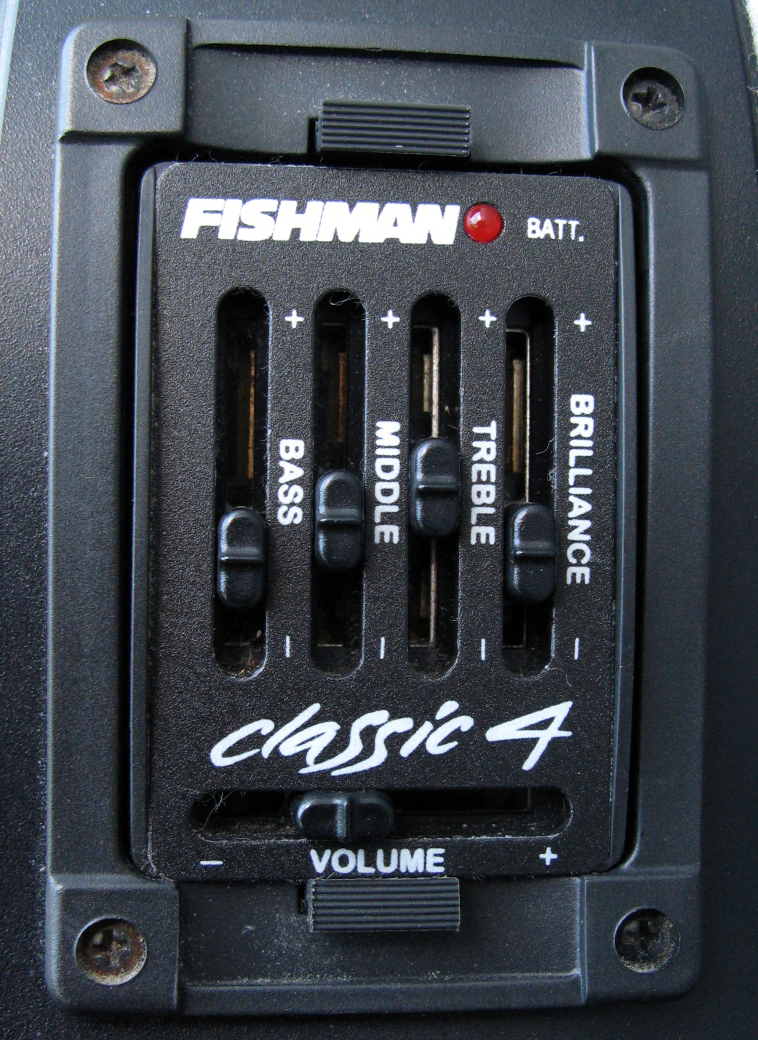 FISHMAN BATT.
+ + + +
BASS MIDDLE TREBLE BRILLIANCE
- - - -
classic 4
- VOLUME +